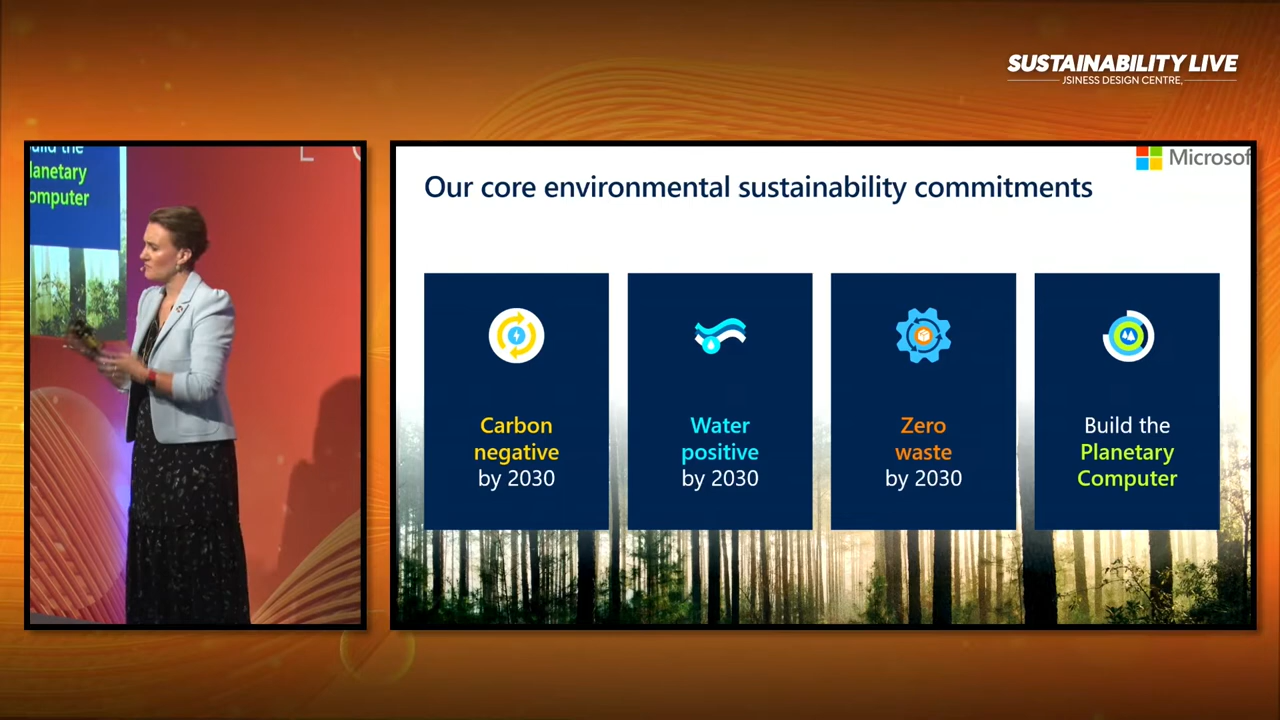 SUSTAINABILITY LIVE
JSINESS DESIGN CENTRE,
Microsof
Our core environmental sustainability commitments
Carbon
negative
by 2030
Water
positive
by 2030
Zero
waste
by 2030
Build the
Planetary
Computer
uild the
lanetary
omputer